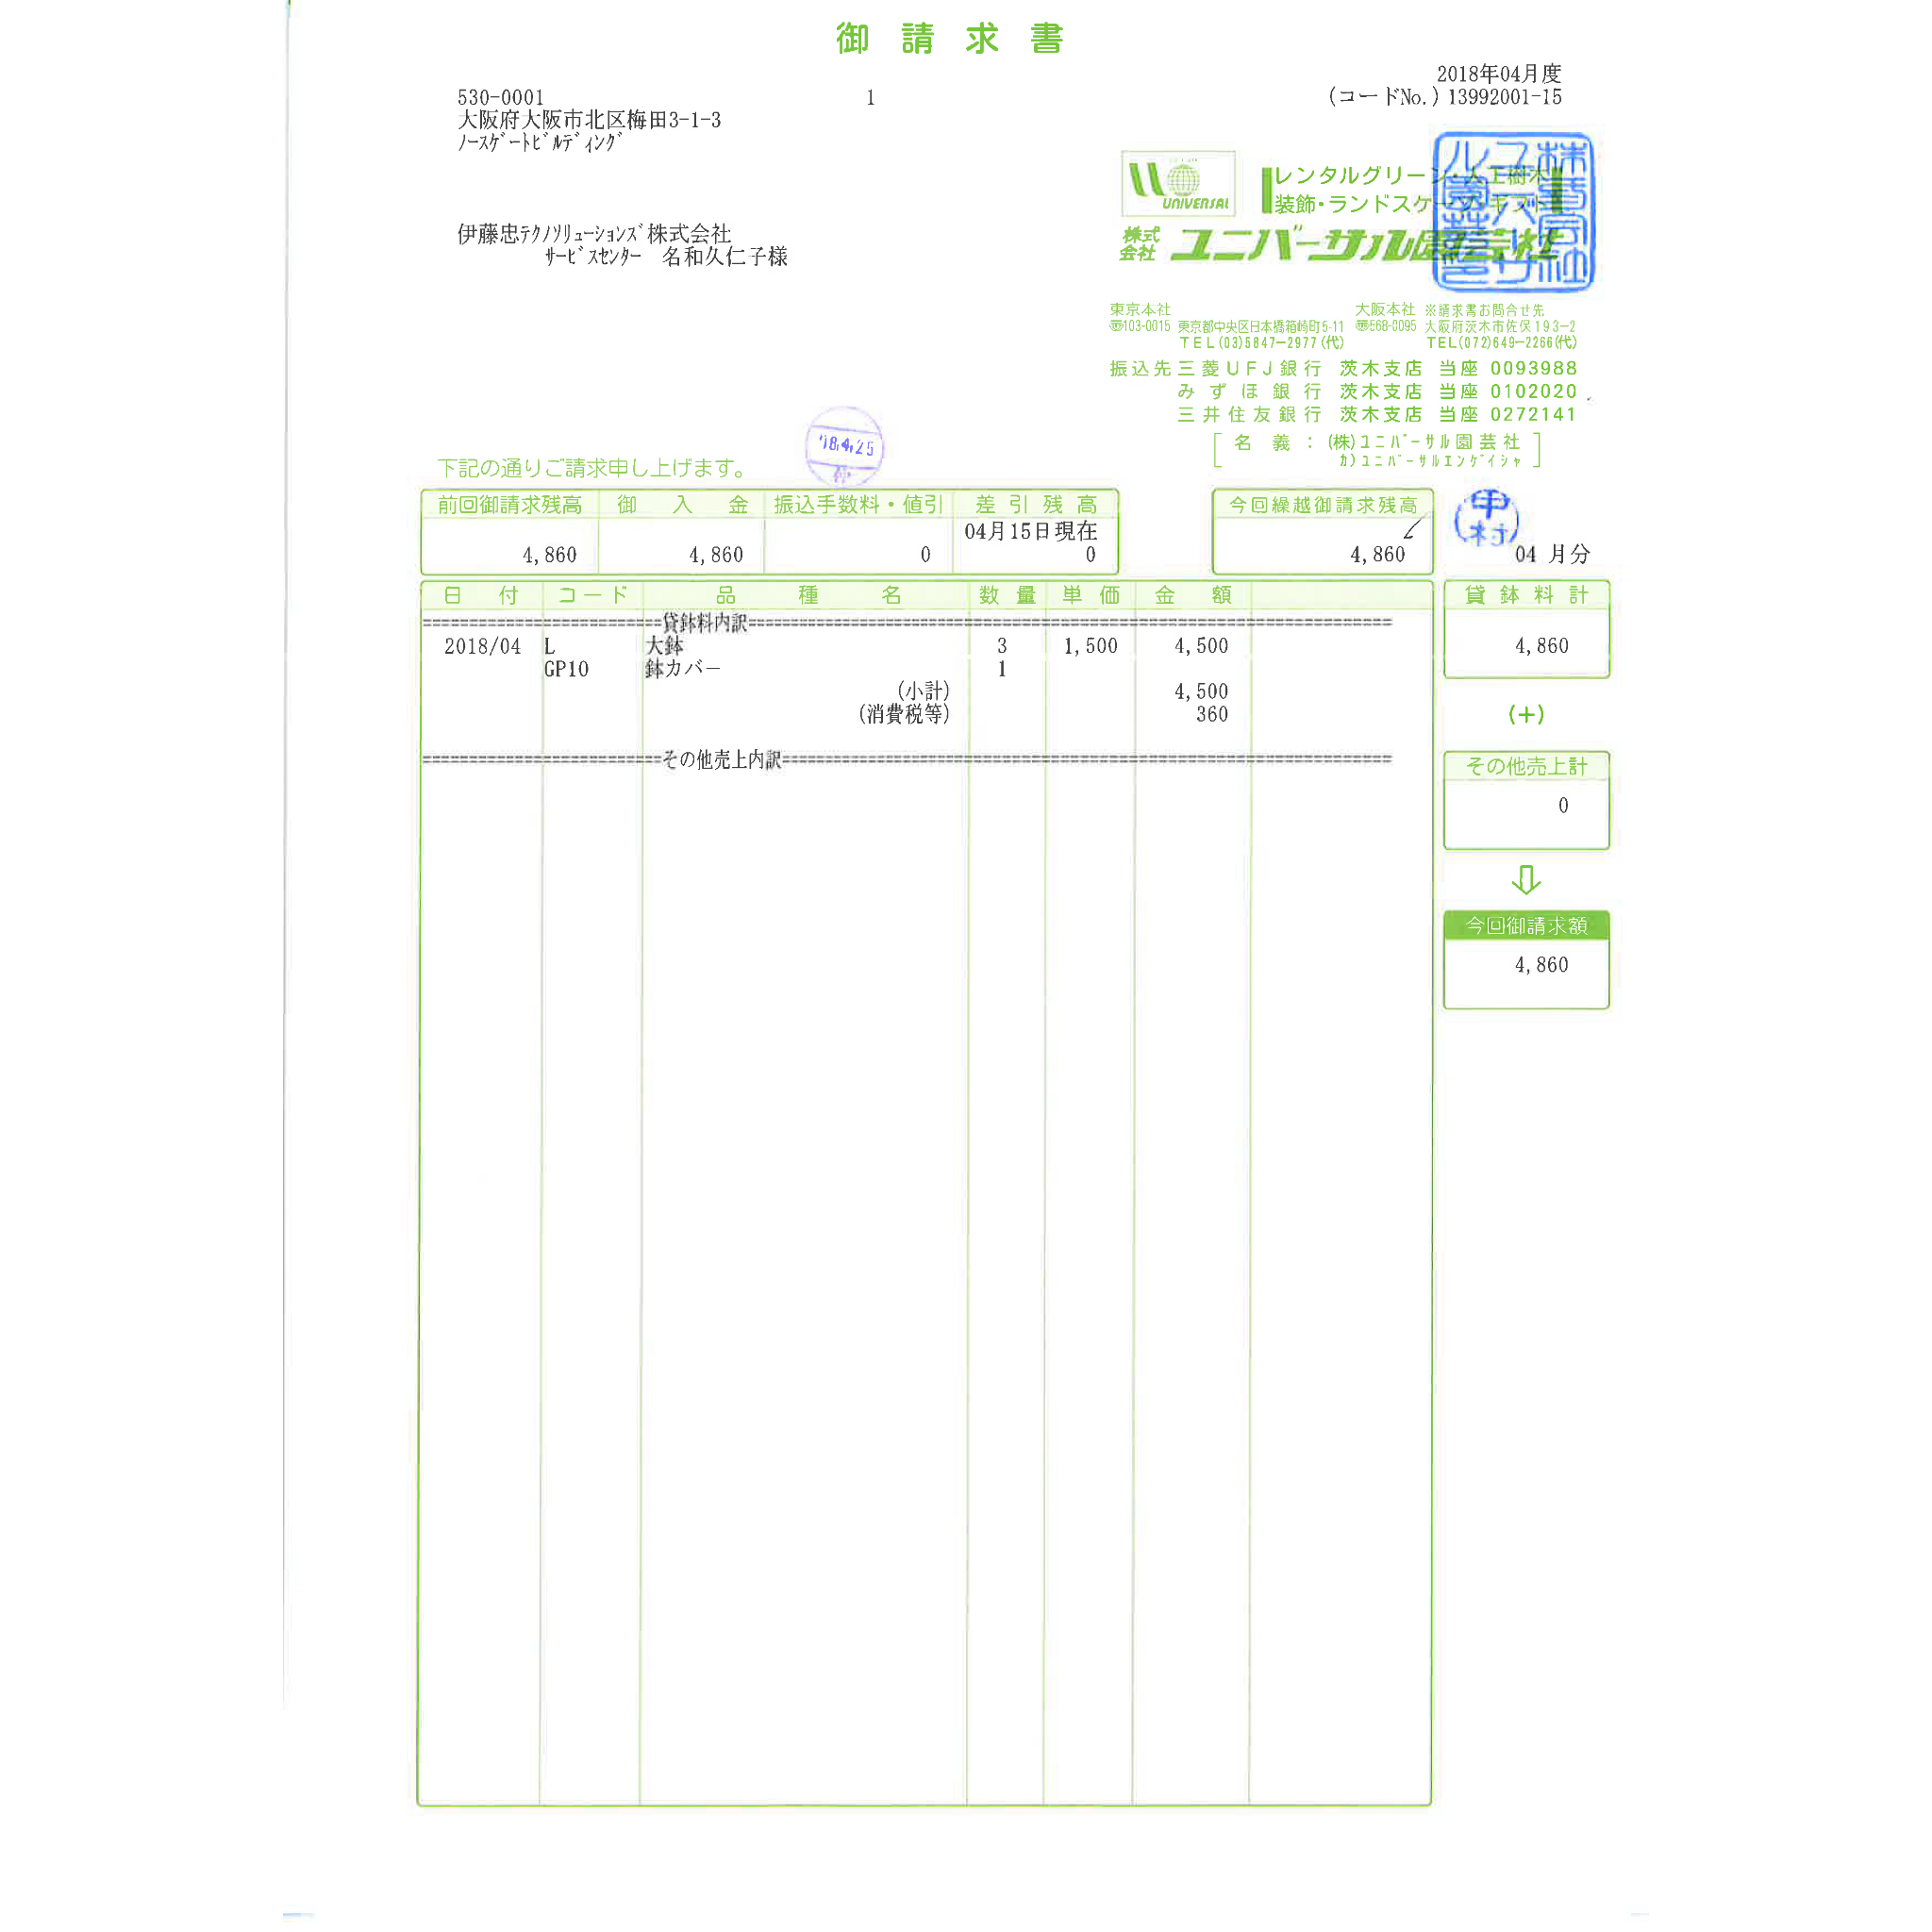 御請求書
2018年04月度
530-0001
1
(コードNo.) 13992001-15
大阪府大阪市北区梅田3-1-3
ﾉｰｽｹﾞｰﾄﾋﾞﾙﾃﾞｨﾝｸﾞ
UNIVERSAL
レンタルグリーン・人工樹木
装飾・ランドスケープ・ギフト
株式会社 ユニバーサル園芸社
伊藤忠ﾃｸﾉｿﾘｭｰｼｮﾝｽﾞ株式会社
ｻｰﾋﾞｽｾﾝﾀｰ 名和久仁子様
東京本社
〒103-0015 東京都中央区日本橋箱崎町5-11
TEL(03)5847-2977(代)
大阪本社 ※請求書お問合せ先
〒568-0095 大阪府茨木市佐保193-2
TEL(072)649-2266(代)
振込先 三菱UFJ銀行 茨木支店 当座 0093988
みずほ銀行 茨木支店 当座 0102020
三井住友銀行 茨木支店 当座 0272141
[名義:(株)ユニバーサル園芸社
カ)ユニバーサルエンゲイシャ]
'18.4.25
下記の通りご請求申し上げます。
前回御請求残高 御入金 振込手数料・値引 差引残高 今回繰越御請求残高
中村
04月15日現在
4,860 4,860 0 0 4,860 04 月分
日付 コード 品種名 数量 単価 金額 貸鉢料計
==========貸鉢料内訳==========
2018/04 L 大鉢 3 1,500 4,500 4,860
GP10 鉢カバー 1
(小計) 4,500
(消費税等) 360 (+)
==========その他売上内訳==========
その他売上計
0
今回御請求額
4,860